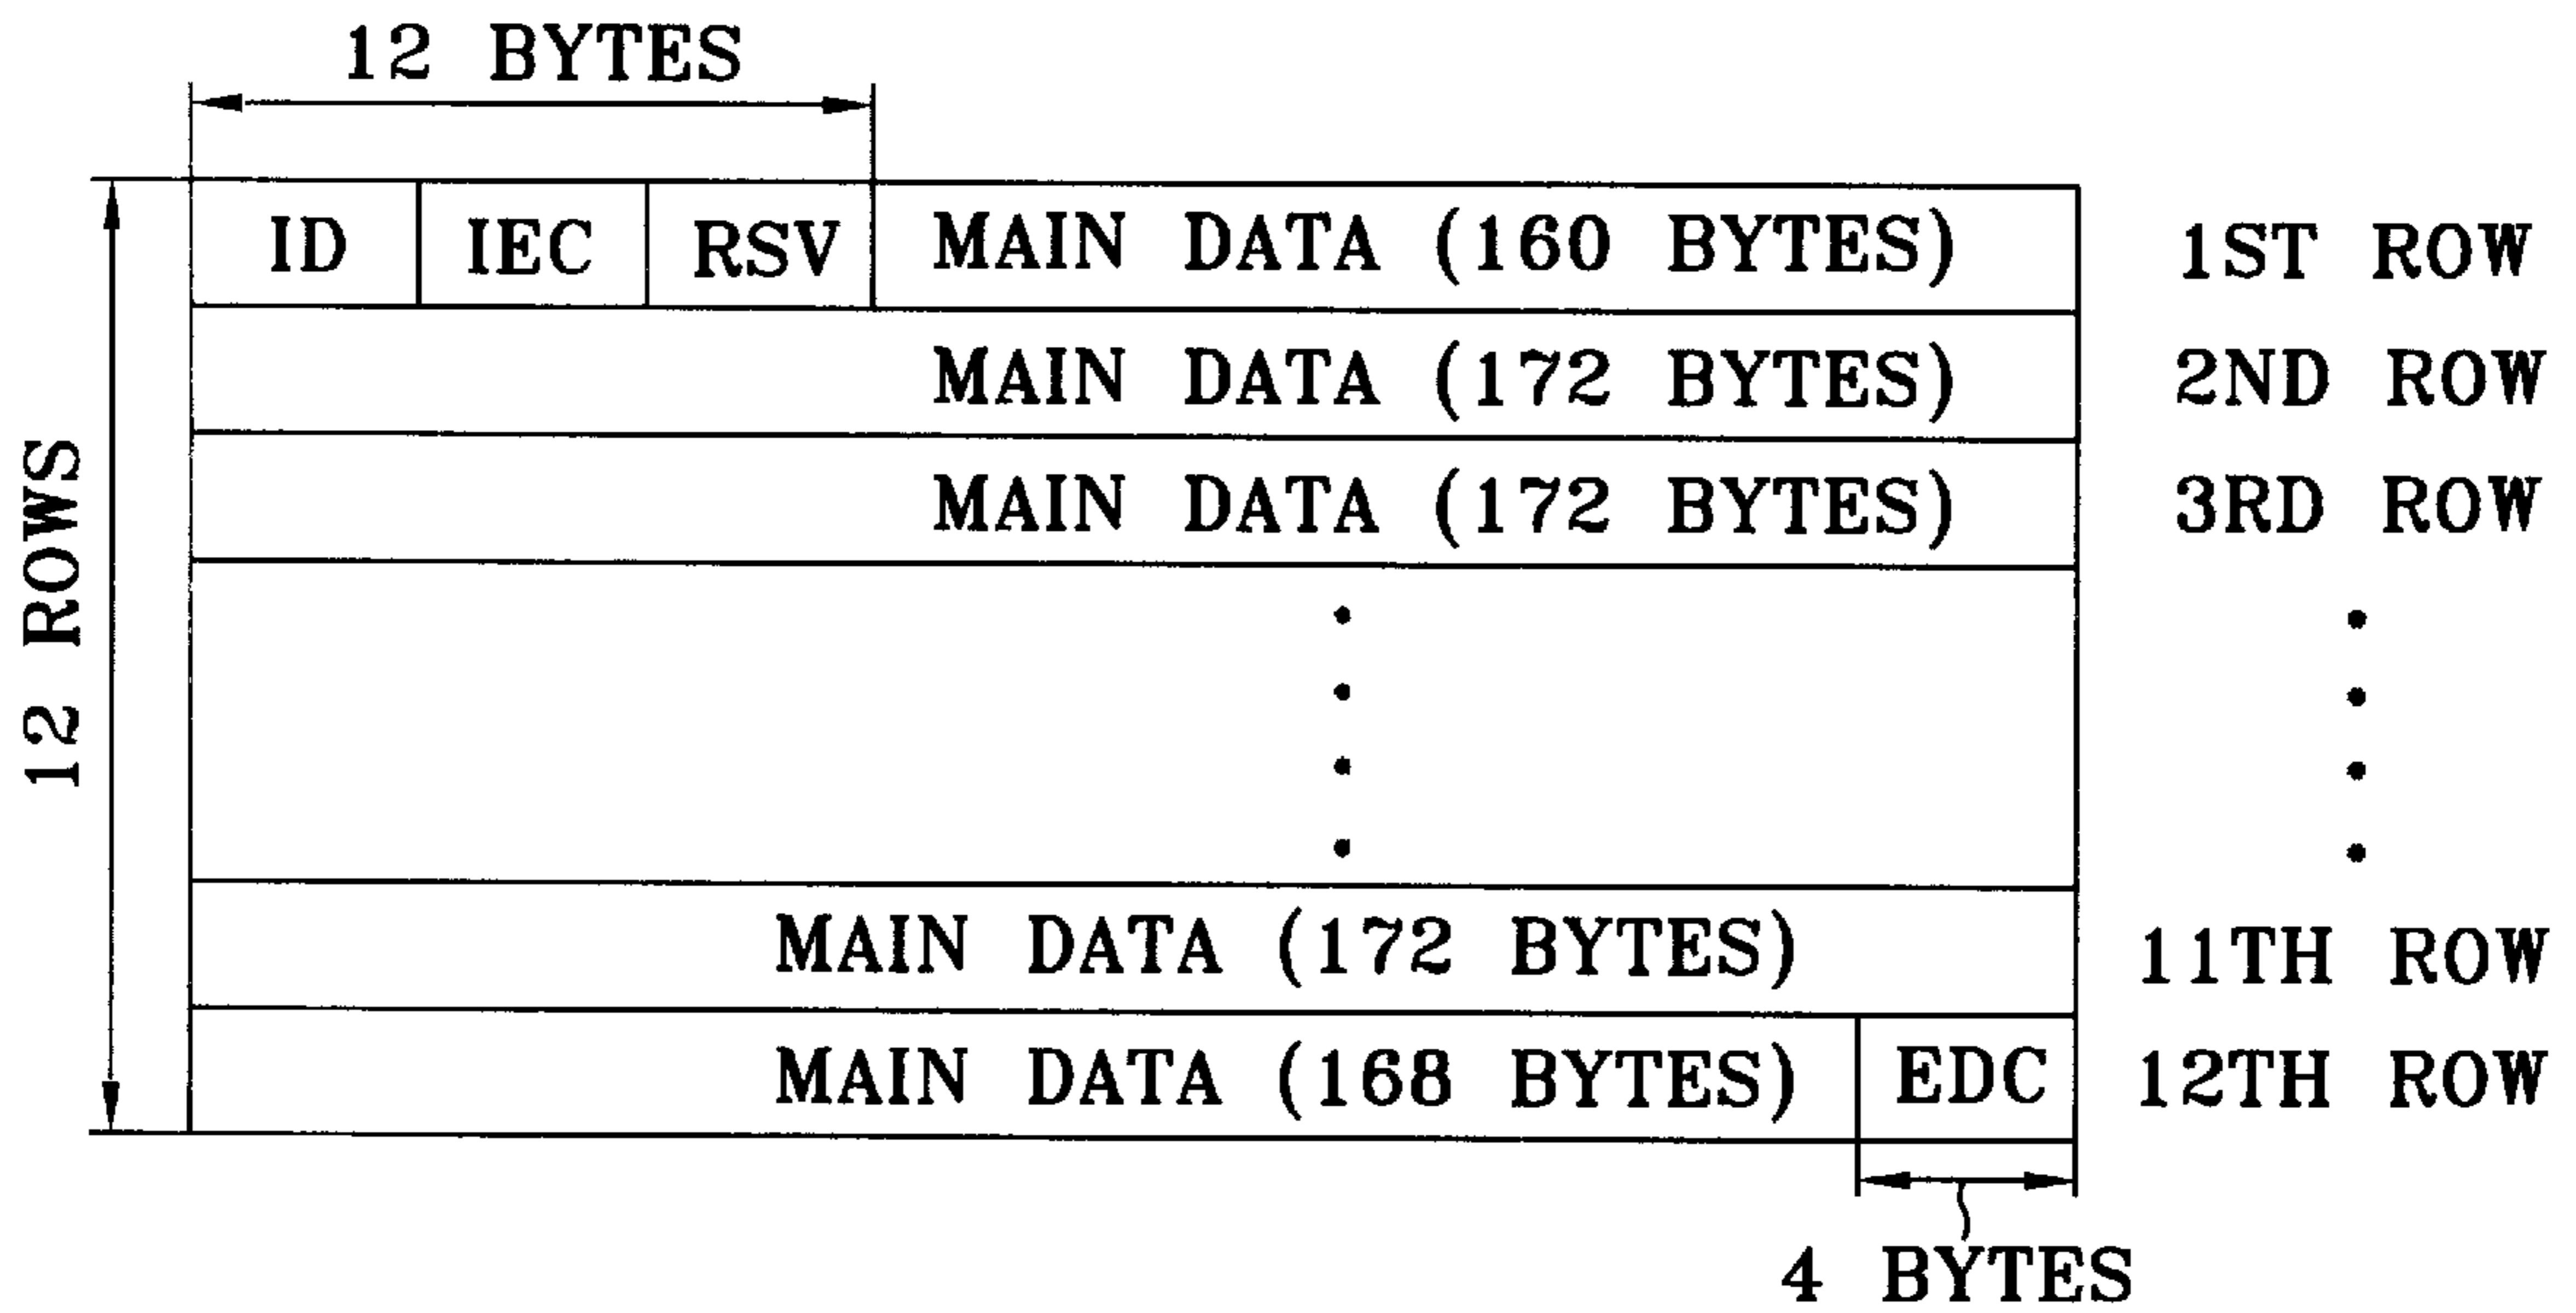 12 BYTES
ID IEC RSV MAIN DATA (160 BYTES) 1ST ROW
MAIN DATA (172 BYTES) 2ND ROW
MAIN DATA (172 BYTES) 3RD ROW
12 ROWS
MAIN DATA (172 BYTES) 11TH ROW
MAIN DATA (168 BYTES) EDC 12TH ROW
4 BYTES